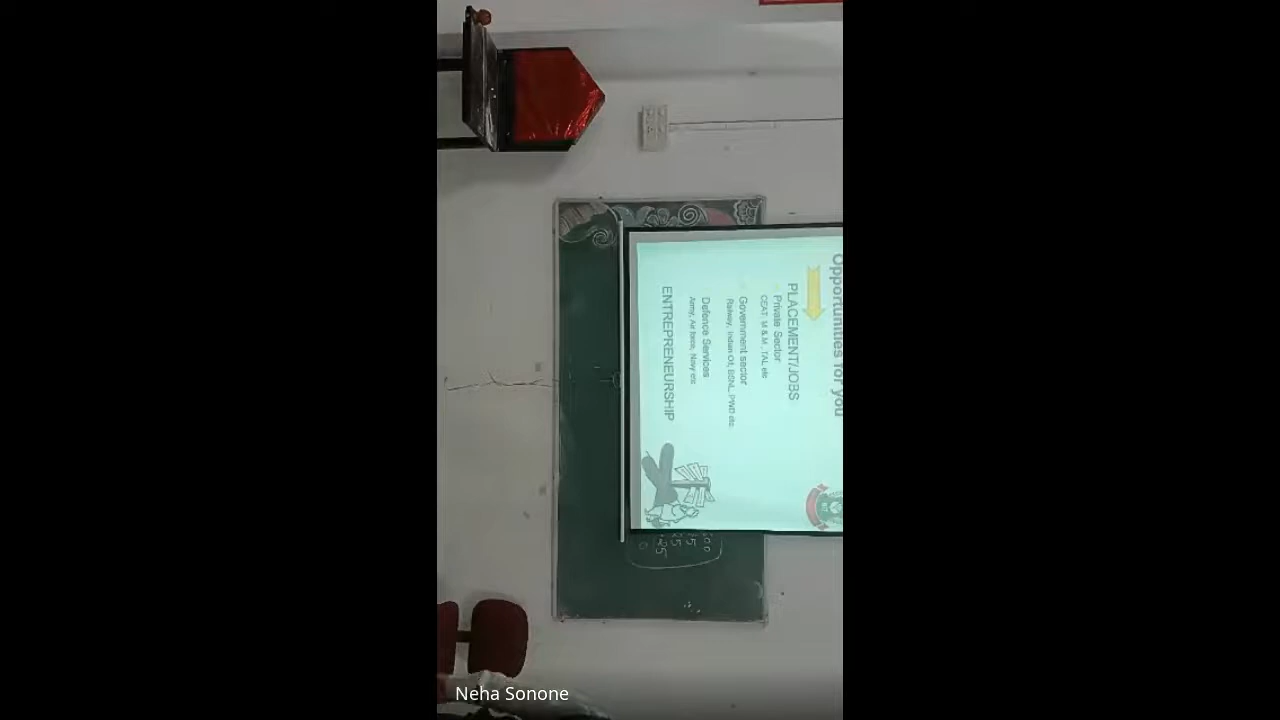 Opportunities for you
PLACEMENT/JOBS
Private Sector
CEAT M & M , TAL etc
Government sector
Railway, Indian Oil, BSNL, PWD etc.
Defence Services
Army, Air force, Navy etc
ENTREPRENEURSHIP
Neha Sonone